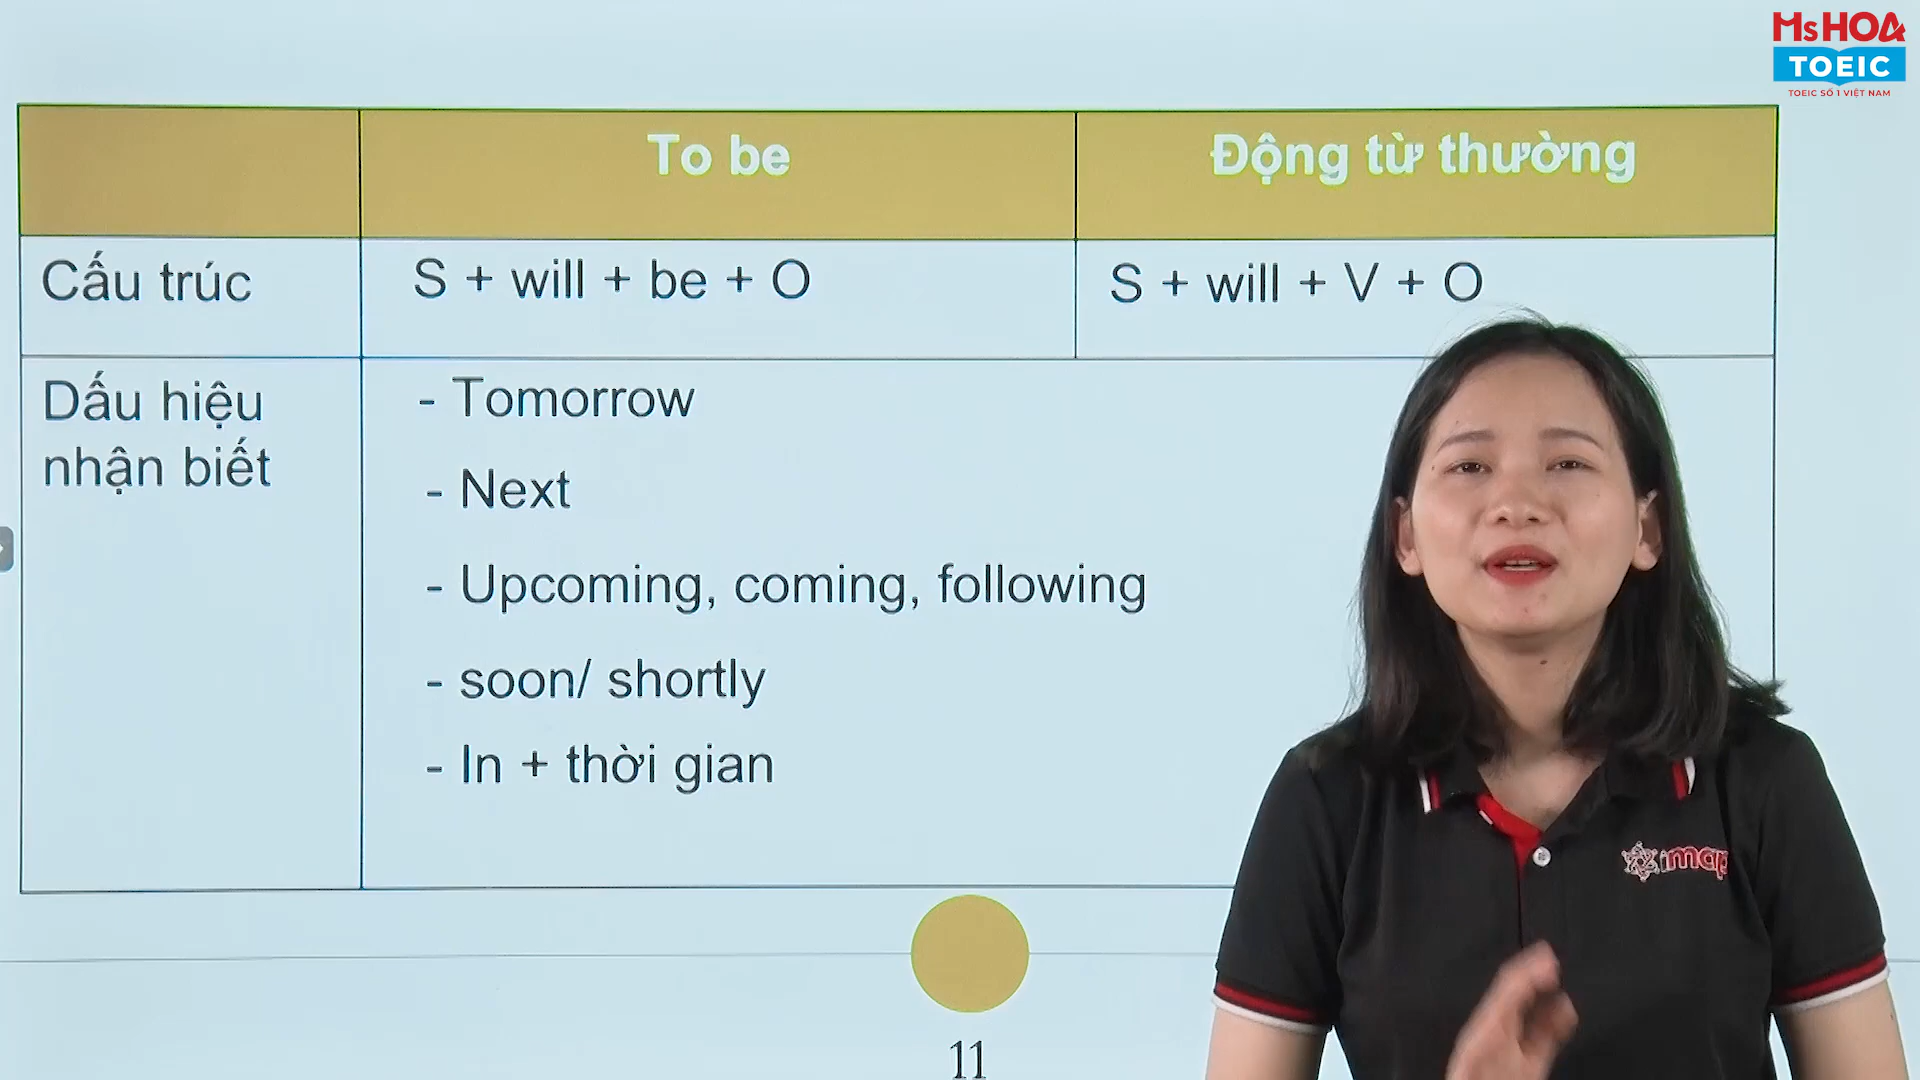 MsHOA
TOEIC
TOEIC SỐ 1 VIỆT NAM
To be
Động từ thường
Cấu trúc
S + will + be + O
S + will + V + O
Dấu hiệu
nhận biết
- Tomorrow
- Next
- Upcoming, coming, following
- soon/ shortly
- In + thời gian
imap
11